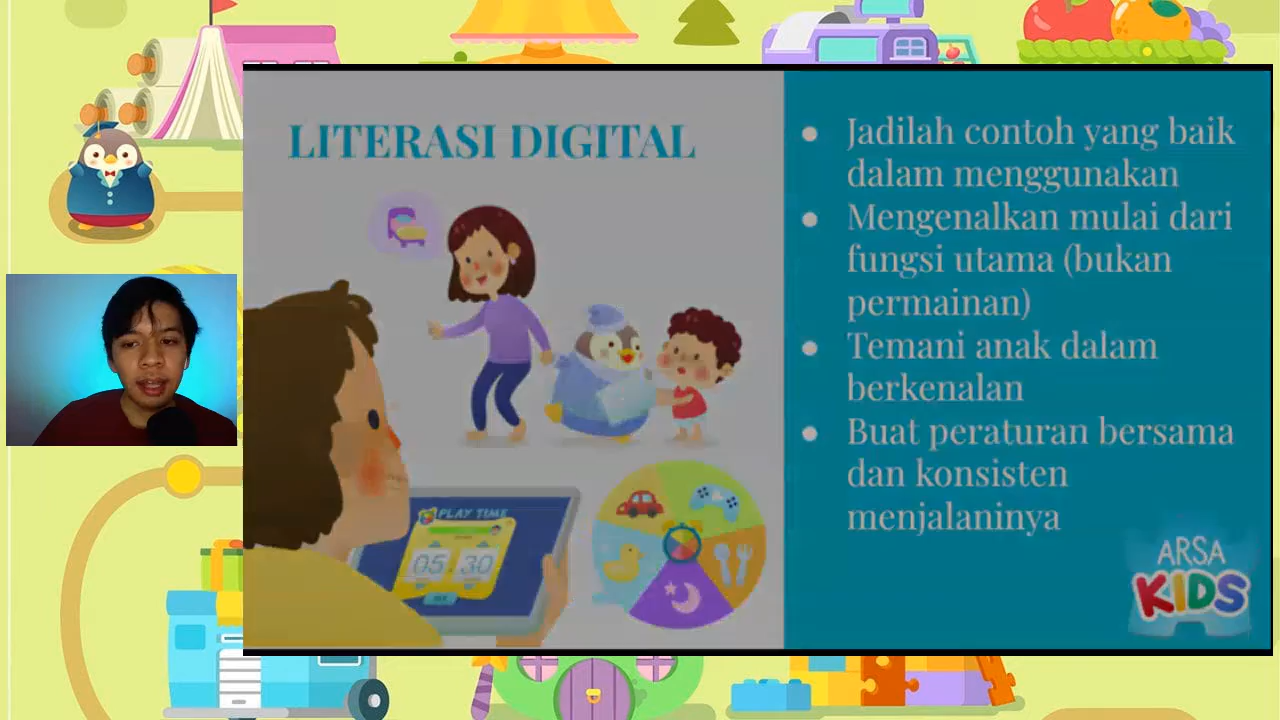 LITERASI DIGITAL
PLAY TIME
05 30
Jadilah contoh yang baik
dalam menggunakan
Mengenalkan mulai dari
fungsi utama (bukan
permainan)
Temani anak dalam
berkenalan
Buat peraturan bersama
dan konsisten
menjalaninya
ARSA
KIDS